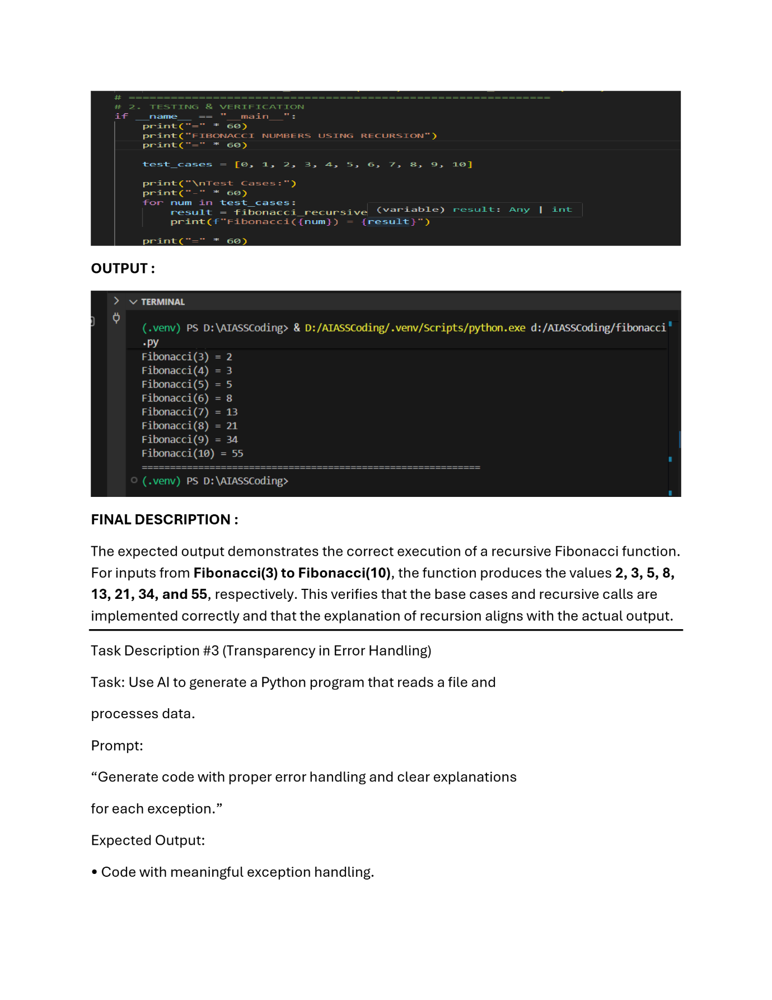 # ============================================================
# 2. TESTING & VERIFICATION
if __name__ == "__main__":
print("=" * 60)
print("FIBONACCI NUMBERS USING RECURSION")
print("=" * 60)
test_cases = [0, 1, 2, 3, 4, 5, 6, 7, 8, 9, 10]
print("\nTest Cases:")
print("-" * 60)
for num in test_cases:
result = fibonacci_recursive (variable) result: Any | int
print(f"Fibonacci({num}) = {result}")
print("=" * 60)
OUTPUT :
TERMINAL
(.venv) PS D:\AIASSCoding> & D:/AIASSCoding/.venv/Scripts/python.exe d:/AIASSCoding/fibonacci
.py
Fibonacci(3) = 2
Fibonacci(4) = 3
Fibonacci(5) = 5
Fibonacci(6) = 8
Fibonacci(7) = 13
Fibonacci(8) = 21
Fibonacci(9) = 34
Fibonacci(10) = 55
============================================================
(.venv) PS D:\AIASSCoding>
FINAL DESCRIPTION :
The expected output demonstrates the correct execution of a recursive Fibonacci function.
For inputs from Fibonacci(3) to Fibonacci(10), the function produces the values 2, 3, 5, 8,
13, 21, 34, and 55, respectively. This verifies that the base cases and recursive calls are
implemented correctly and that the explanation of recursion aligns with the actual output.
Task Description #3 (Transparency in Error Handling)
Task: Use AI to generate a Python program that reads a file and
processes data.
Prompt:
“Generate code with proper error handling and clear explanations
for each exception.”
Expected Output:
• Code with meaningful exception handling.